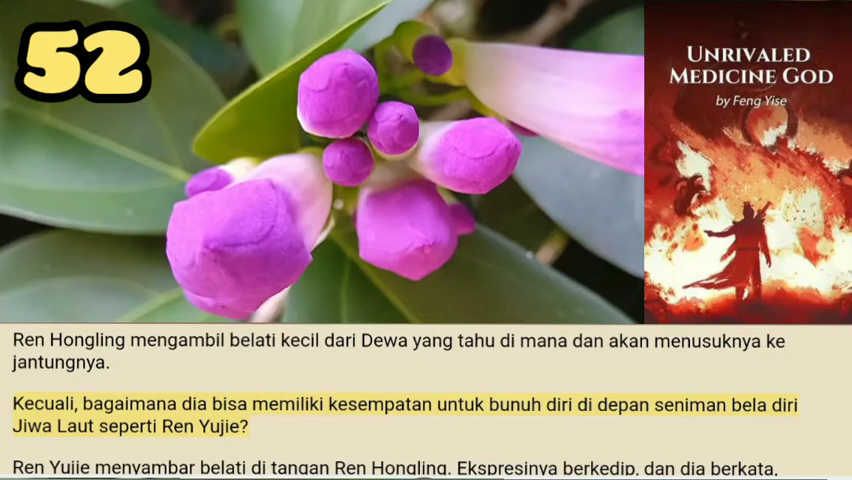 52
UNRIVALED
MEDICINE GOD
by Feng Yise
Ren Hongling mengambil belati kecil dari Dewa yang tahu di mana dan akan menusuknya ke
jantungnya.
Kecuali, bagaimana dia bisa memiliki kesempatan untuk bunuh diri di depan seniman bela diri
Jiwa Laut seperti Ren Yujie?
Ren Yujie menyambar belati di tangan Ren Hongling. Ekspresinya berkedip, dan dia berkata,